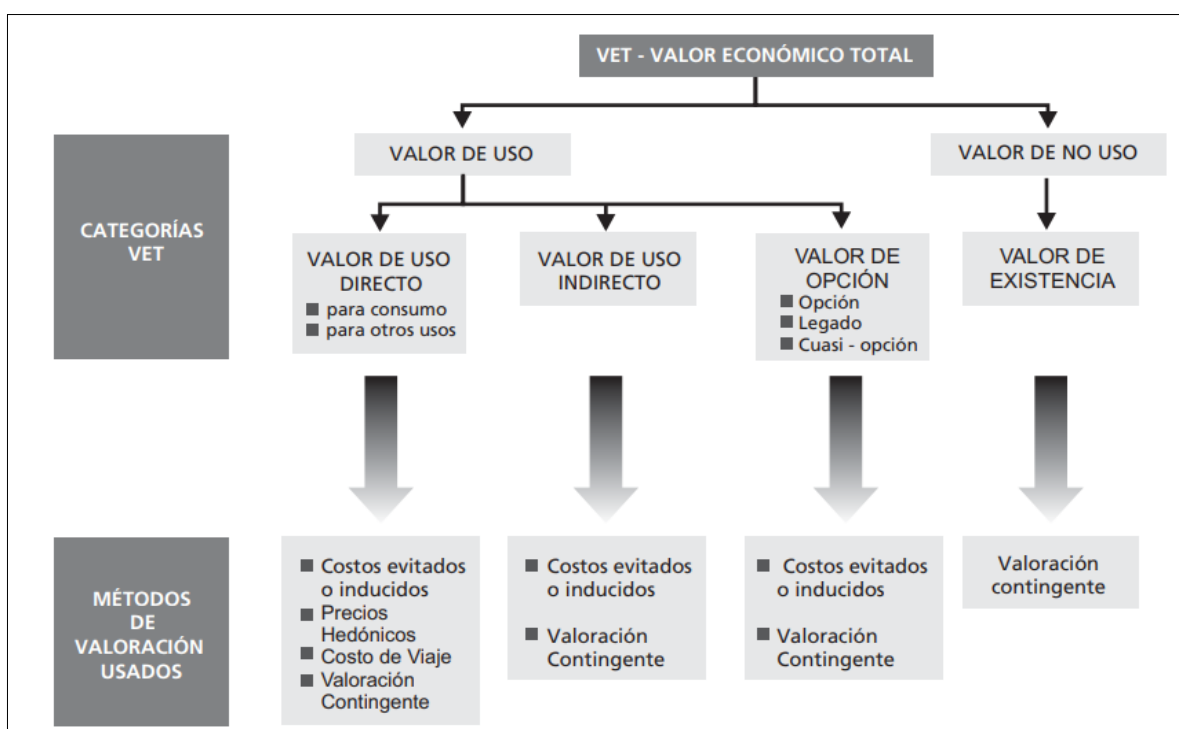 VET - VALOR ECONÓMICO TOTAL
VALOR DE USO
VALOR DE NO USO
CATEGORÍAS
VET
VALOR DE USO
DIRECTO
para consumo
para otros usos
VALOR DE USO
INDIRECTO
VALOR DE
OPCIÓN
Opción
Legado
Cuasi - opción
VALOR DE
EXISTENCIA
MÉTODOS
DE
VALORACIÓN
USADOS
Costos evitados
o inducidos
Precios
Hedónicos
Costo de Viaje
Valoración
Contingente
Costos evitados
o inducidos
Valoración
Contingente
Costos evitados
o inducidos
Valoración
Contingente
Valoración
contingente